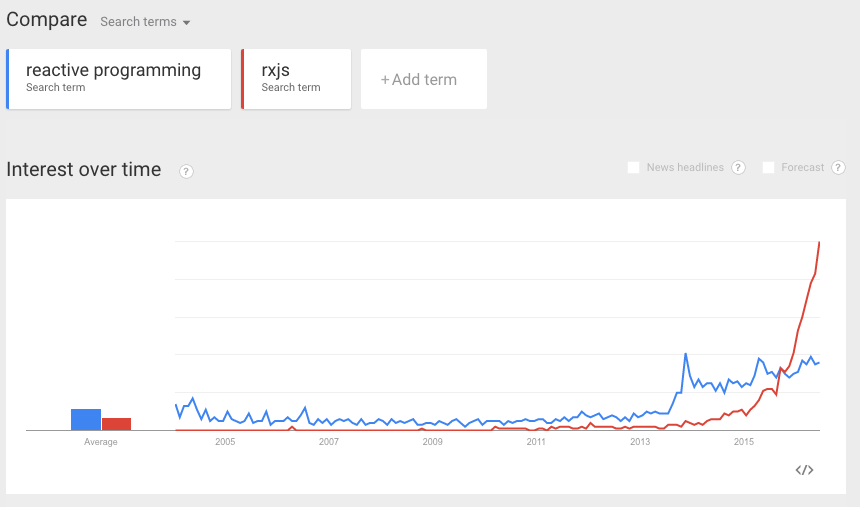 Compare Search terms
reactive programming
Search term
rxjs
Search term
+ Add term
Interest over time ?
News headlines ? Forecast ?
Average 2005 2007 2009 2011 2013 2015
</>